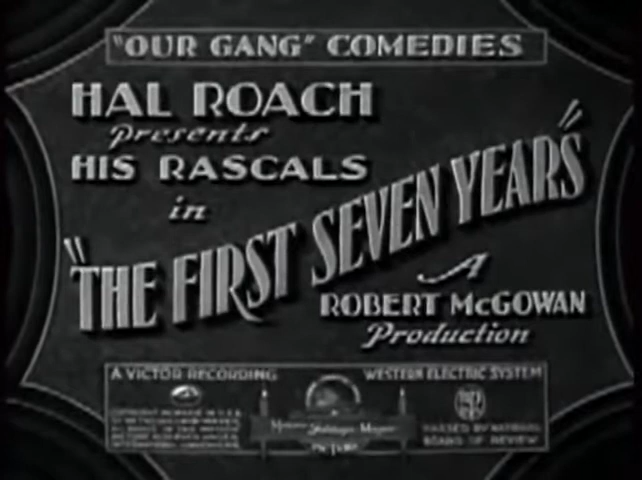 "OUR GANG" COMEDIES
HAL ROACH
presents
HIS RASCALS
in
"THE FIRST SEVEN YEARS"
A
ROBERT McGOWAN
Production
A VICTOR RECORDING
WESTERN ELECTRIC SYSTEM
PASSED BY NATIONAL
BOARD OF REVIEW